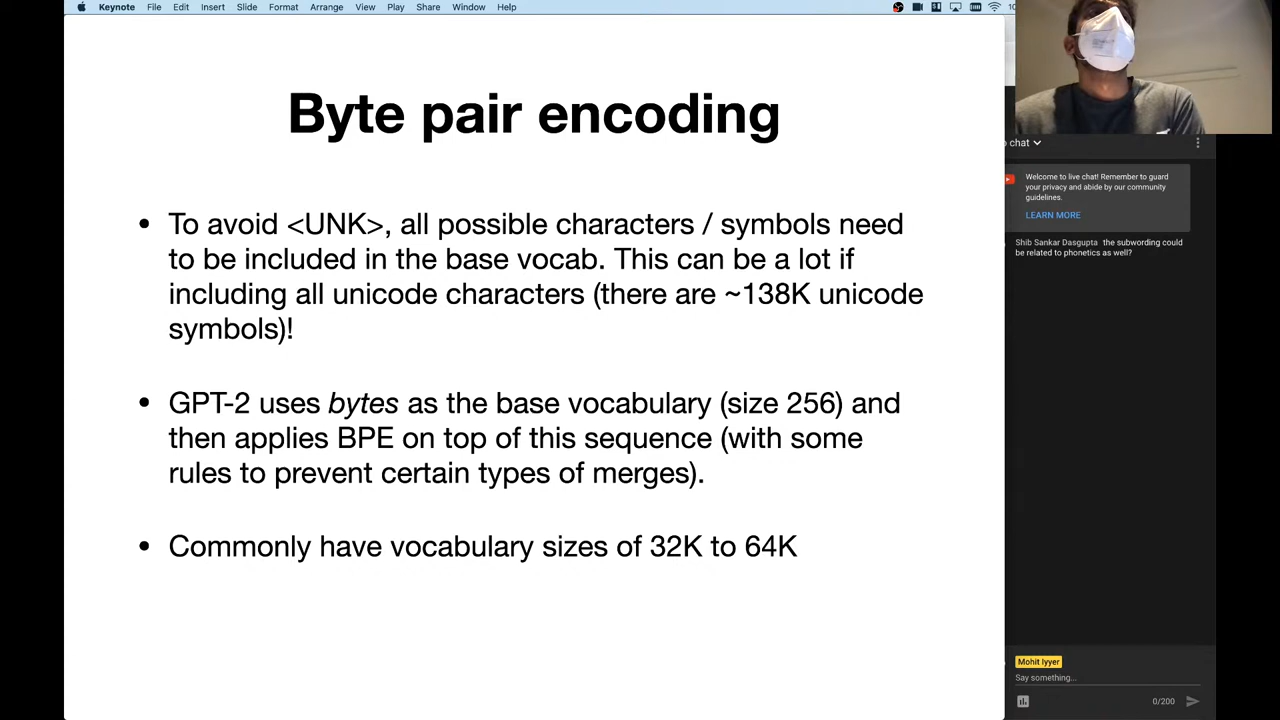 Keynote File Edit Insert Slide Format Arrange View Play Share Window Help
Byte pair encoding
• To avoid <UNK>, all possible characters / symbols need
to be included in the base vocab. This can be a lot if
including all unicode characters (there are ~138K unicode
symbols)!
• GPT-2 uses bytes as the base vocabulary (size 256) and
then applies BPE on top of this sequence (with some
rules to prevent certain types of merges).
• Commonly have vocabulary sizes of 32K to 64K
chat
Welcome to live chat! Remember to guard
your privacy and abide by our community
guidelines.
LEARN MORE
Shib Sankar Dasgupta the subwording could
be related to phonetics as well?
Mohit Iyyer
Say something...
0/200